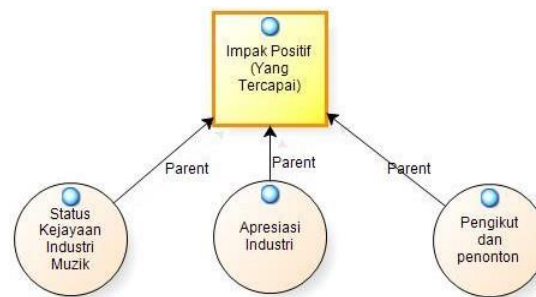 Impak Positif
(Yang
Tercapai)
Parent
Parent
Parent
Status
Kejayaan
Industri
Muzik
Apresiasi
Industri
Pengikut
dan
penonton